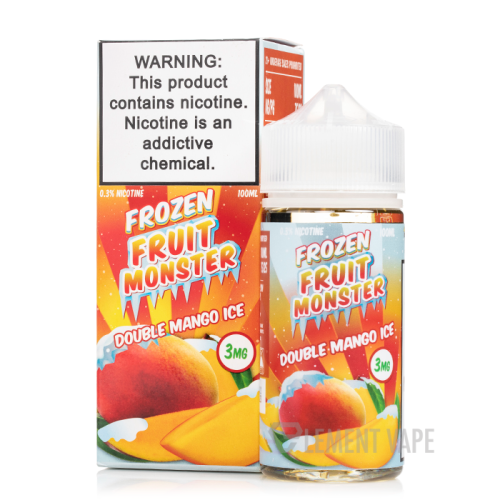 WARNING:
This product
contains nicotine.
Nicotine is an
addictive
chemical.
0.3% NICOTINE 100ML
FROZEN
FRUIT
MONSTER
DOUBLE MANGO ICE
3MG
NICOTINE
FROZEN
FRUIT
MONSTER
DOUBLE MANGO ICE
3MG
ELEMENT VAPE